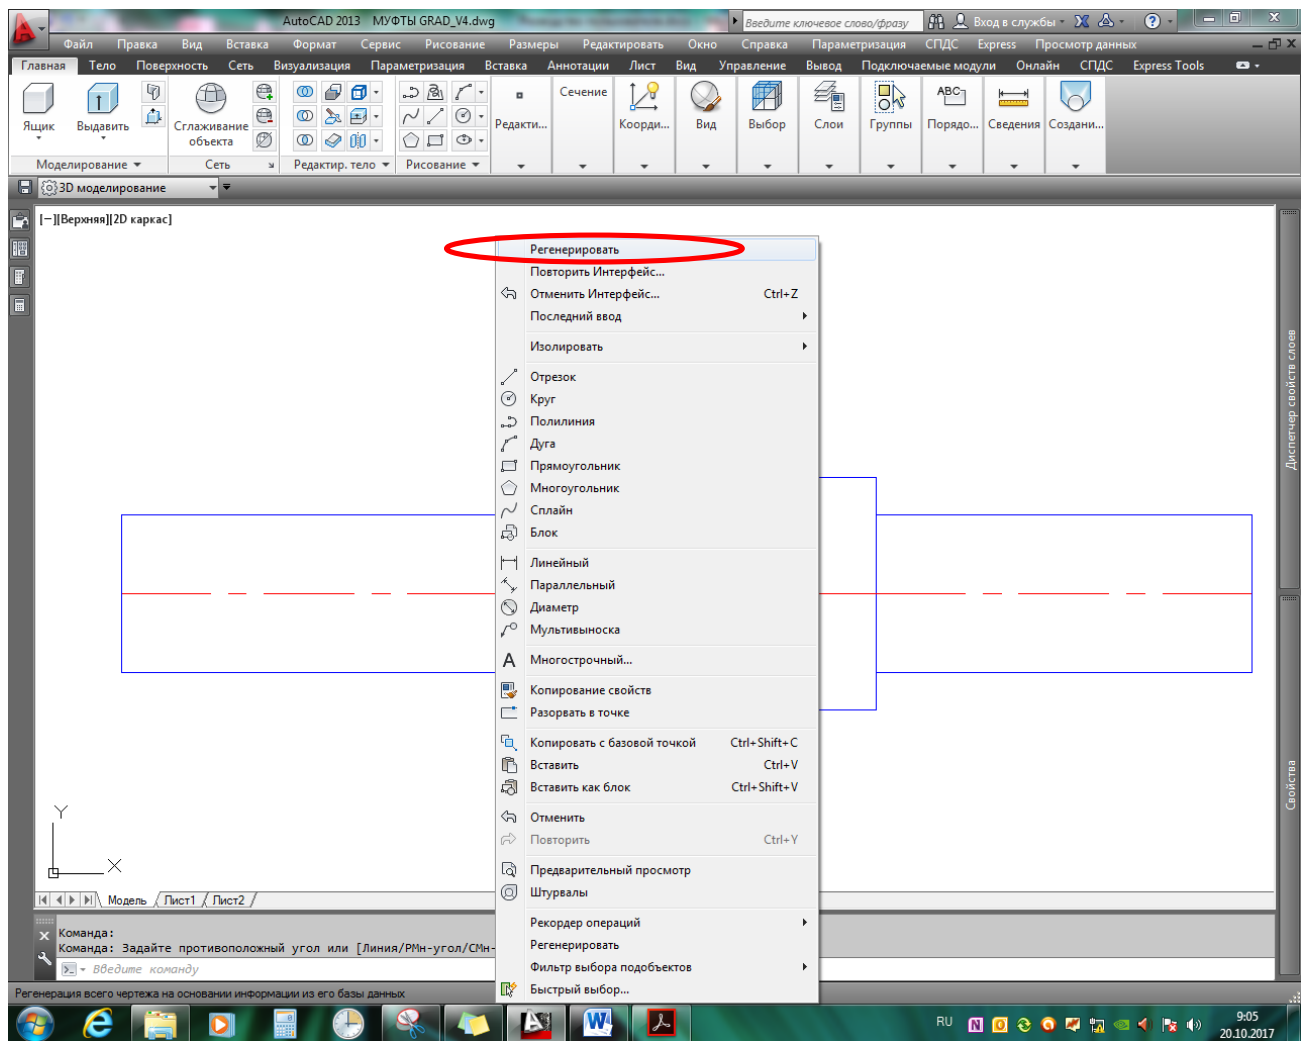 AutoCAD 2013 МУФТЫ GRAD_V4.dwg
Введите ключевое слово/фразу
Вход в службы
Файл Правка Вид Вставка Формат Сервис Рисование Размеры Редактировать Окно Справка Параметризация СПДС Express Просмотр данных
Главная Тело Поверхность Сеть Визуализация Параметризация Вставка Аннотации Лист Вид Управление Вывод Подключаемые модули Онлайн СПДС Express Tools
Ящик Выдавить Сглаживание объекта Редакти... Сечение Коорди... Вид Выбор Слои Группы ABC Порядо... Сведения Создани...
Моделирование Сеть Редактир. тело Рисование
3D моделирование
[–][Верхняя][2D каркас]
Регенерировать
Повторить Интерфейс...
Отменить Интерфейс... Ctrl+Z
Последний ввод
Изолировать
Отрезок
Круг
Полилиния
Дуга
Прямоугольник
Многоугольник
Сплайн
Блок
Линейный
Параллельный
Диаметр
Мультивыноска
A Многострочный...
Копирование свойств
Разорвать в точке
Копировать с базовой точкой Ctrl+Shift+C
Вставить Ctrl+V
Вставить как блок Ctrl+Shift+V
Отменить
Повторить Ctrl+Y
Предварительный просмотр
Штурвалы
Рекордер операций
Регенерировать
Фильтр выбора подобъектов
Быстрый выбор...
Диспетчер свойств слоев
Свойства
Y
X
Модель Лист1 Лист2
Команда:
Команда: Задайте противоположный угол или [Линия/РМн-угол/СМн-
Введите команду
Регенерация всего чертежа на основании информации из его базы данных
RU
9:05
20.10.2017